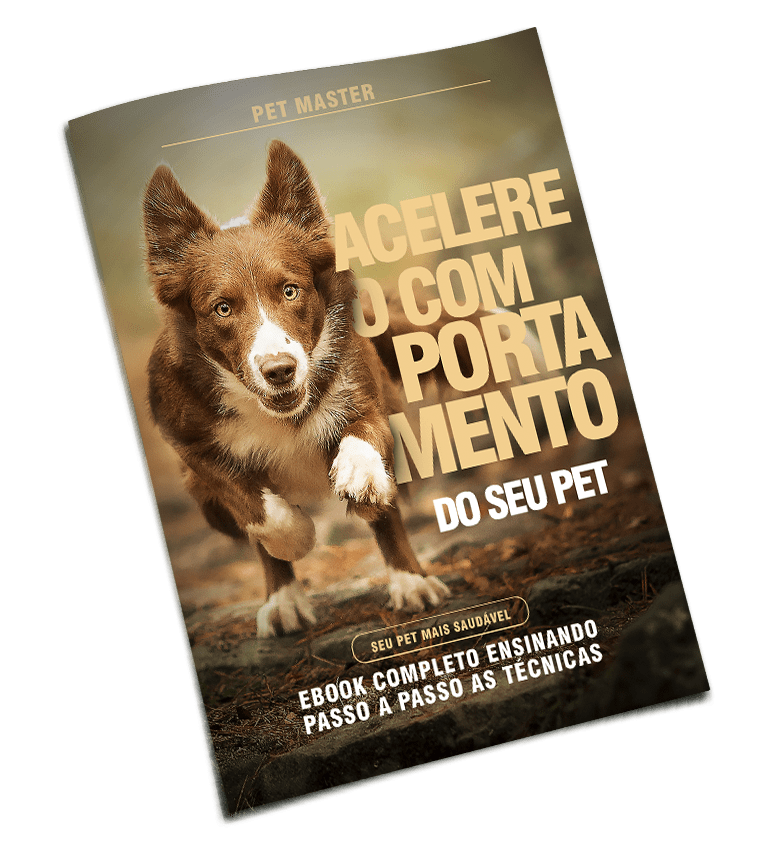 PET MASTER
ACELERE
O COM
PORTA
MENTO
DO SEU PET
SEU PET MAIS SAUDÁVEL
EBOOK COMPLETO ENSINANDO
PASSO A PASSO AS TÉCNICAS